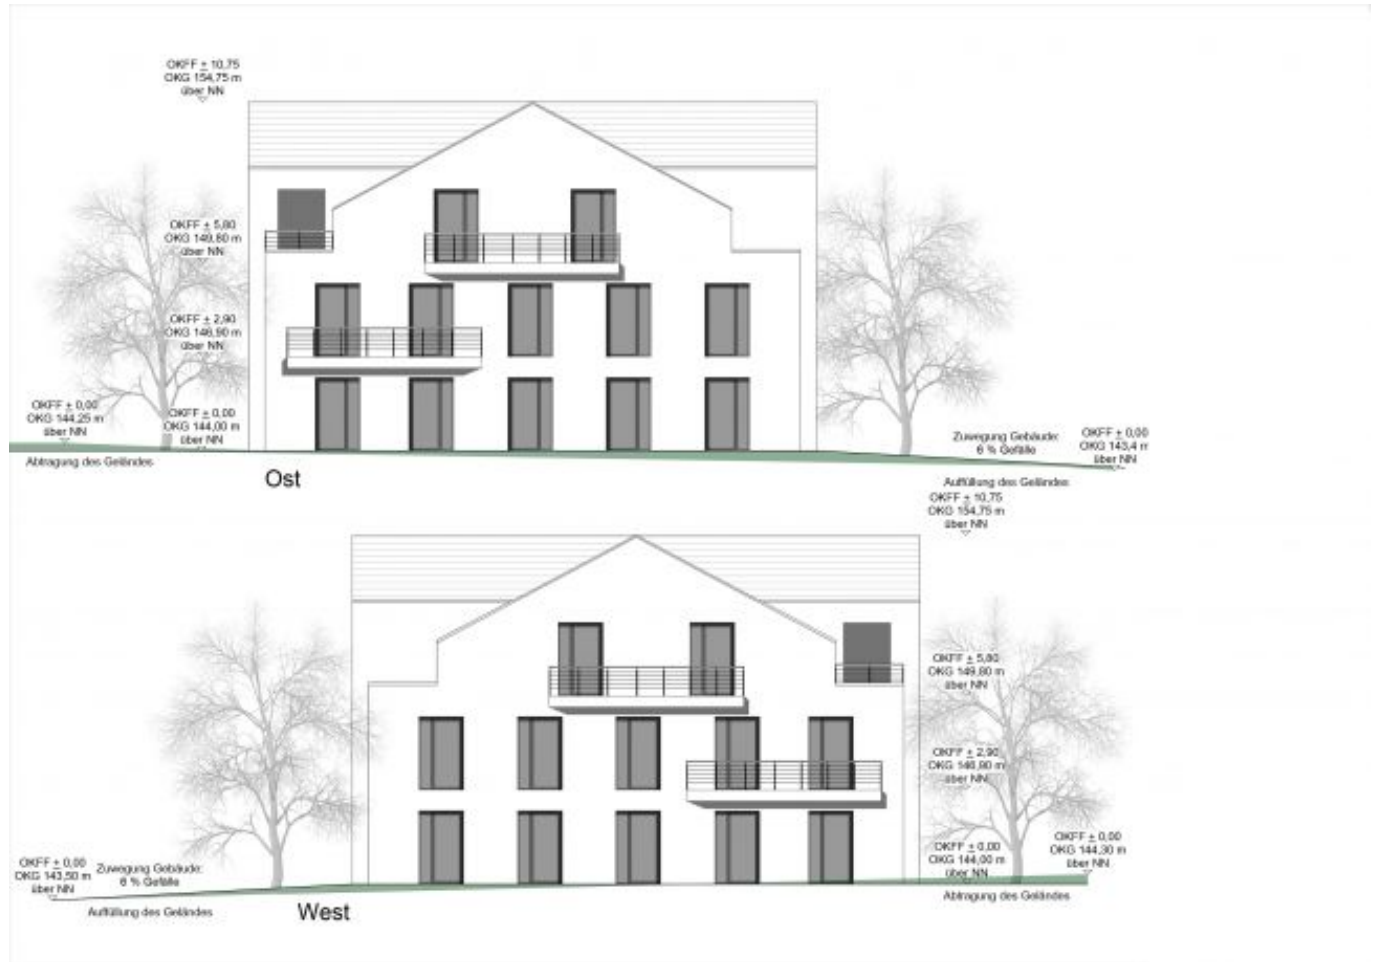 OKFF ± 10,75
OKG 154,75 m
über NN
OKFF ± 5,80
OKG 149,80 m
über NN
OKFF ± 2,90
OKG 146,90 m
über NN
OKFF ± 0,00
OKG 144,25 m
über NN
OKFF ± 0,00
OKG 144,00 m
über NN
Abtragung des Geländes
Ost
Zuwegung Gebäude:
6 % Gefälle
OKFF ± 0,00
OKG 143,4 m
über NN
Auffüllung des Geländes
OKFF ± 10,75
OKG 154,75 m
über NN
OKFF ± 5,80
OKG 149,80 m
über NN
OKFF ± 2,90
OKG 146,90 m
über NN
OKFF ± 0,00
OKG 144,00 m
über NN
OKFF ± 0,00
OKG 144,30 m
über NN
Abtragung des Geländes
OKFF ± 0,00
OKG 143,50 m
über NN
Zuwegung Gebäude:
6 % Gefälle
Auffüllung des Geländes
West